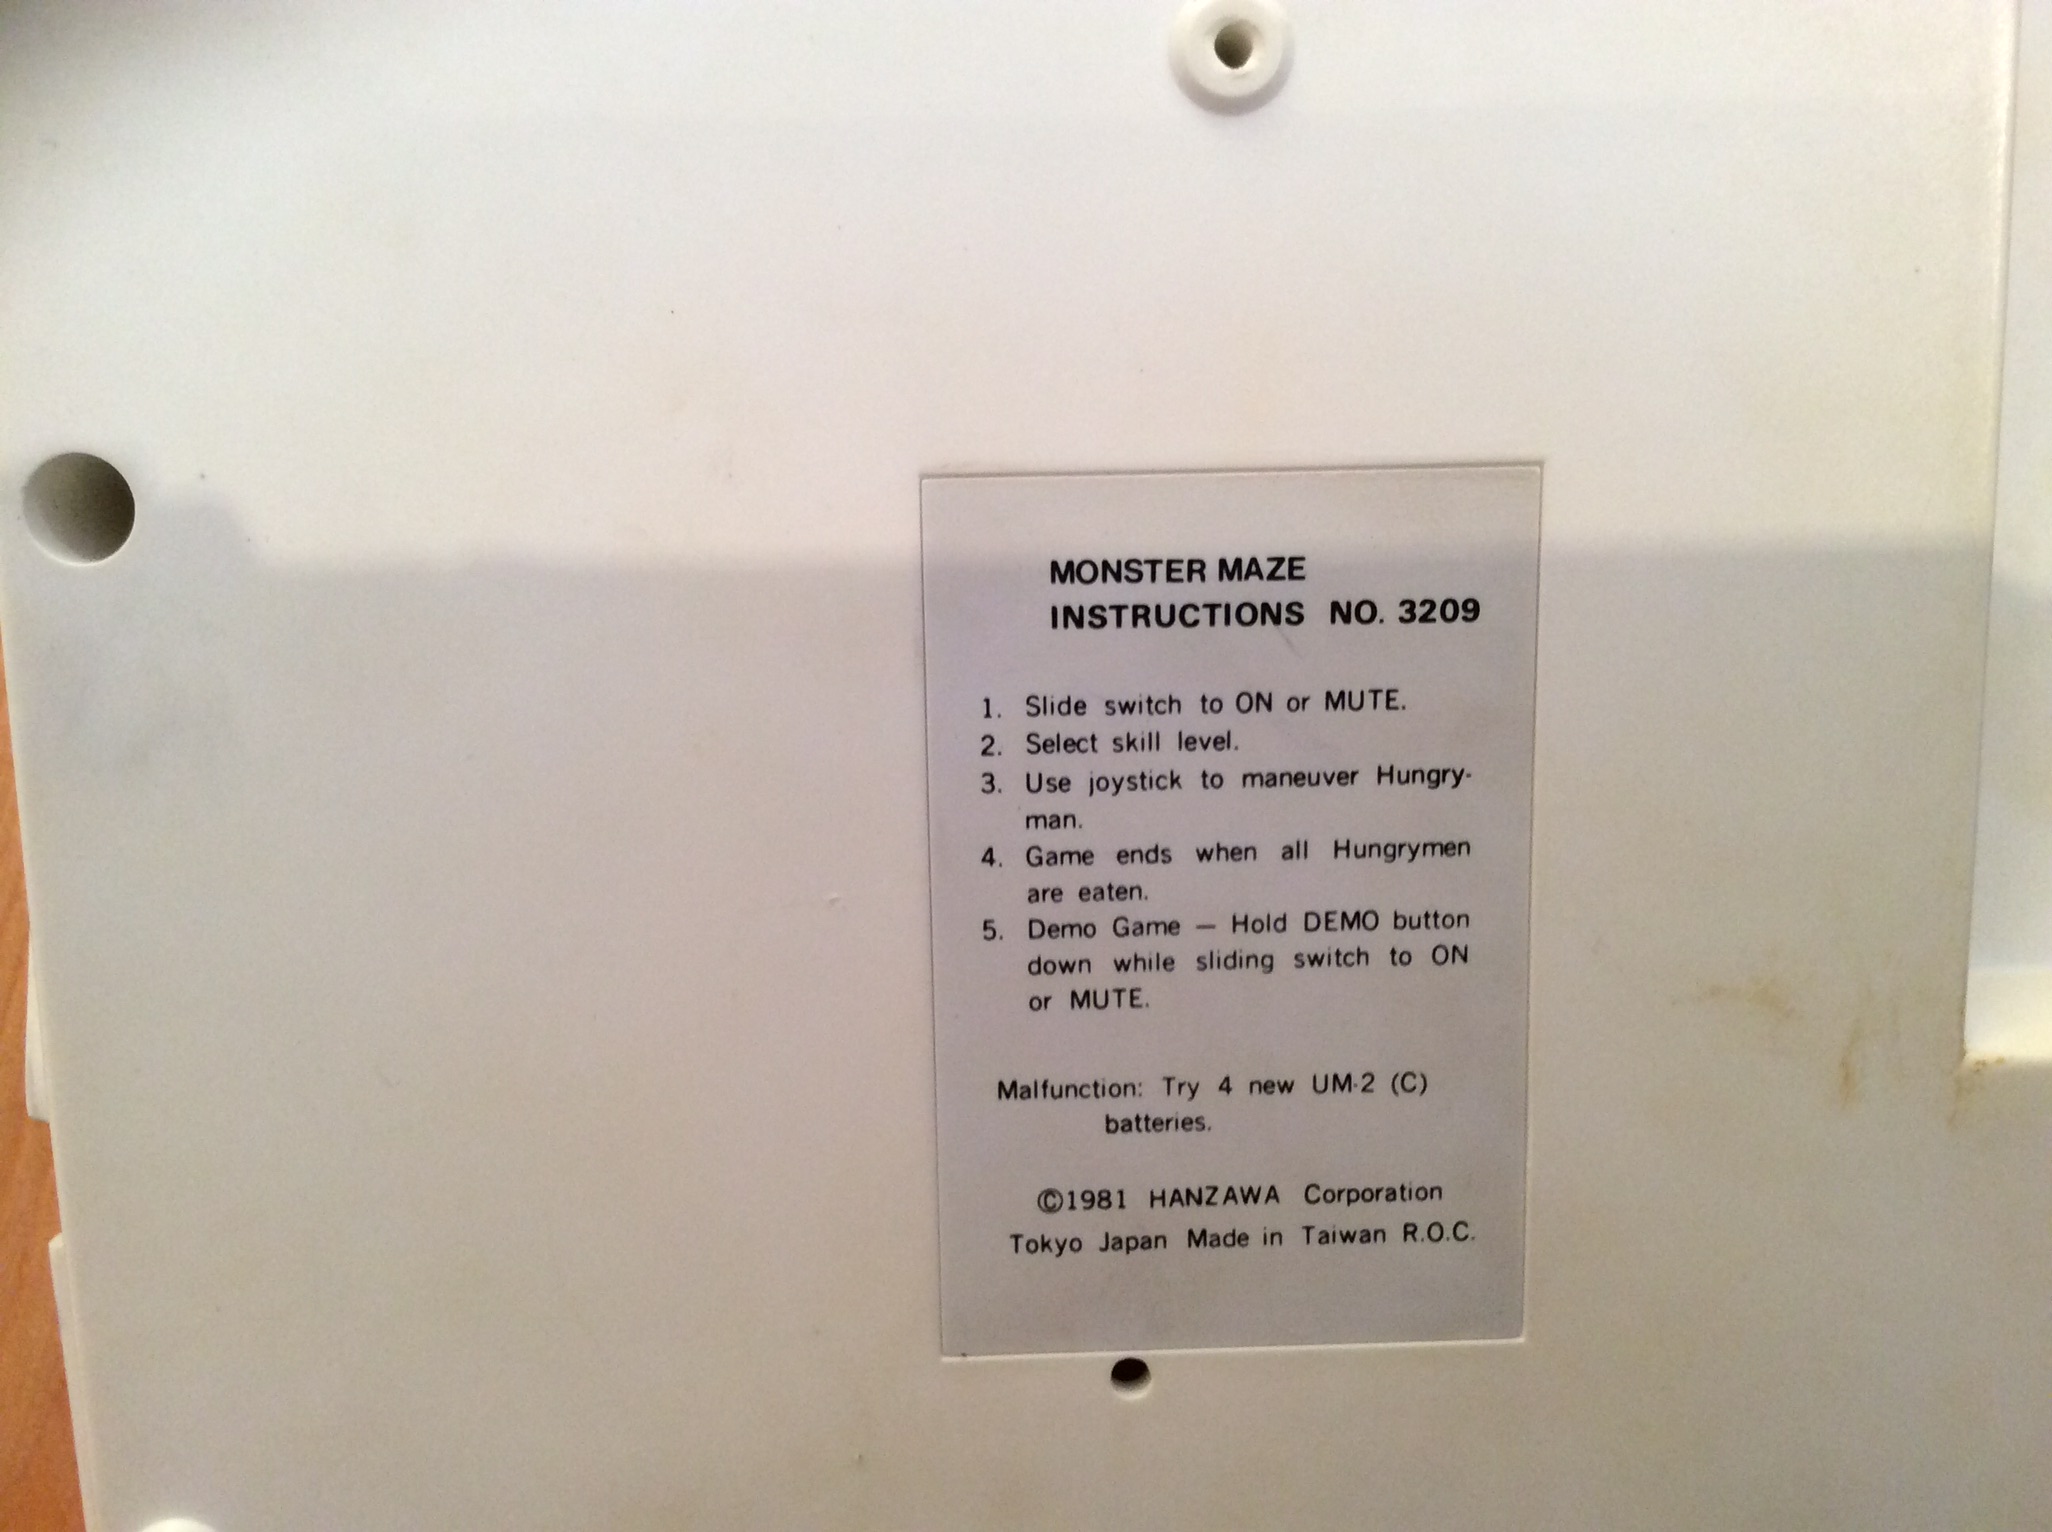 MONSTER MAZE
INSTRUCTIONS NO. 3209
1. Slide switch to ON or MUTE.
2. Select skill level.
3. Use joystick to maneuver Hungry-
man.
4. Game ends when all Hungrymen
are eaten.
5. Demo Game — Hold DEMO button
down while sliding switch to ON
or MUTE.
Malfunction: Try 4 new UM-2 (C)
batteries.
©1981 HANZAWA Corporation
Tokyo Japan Made in Taiwan R.O.C.